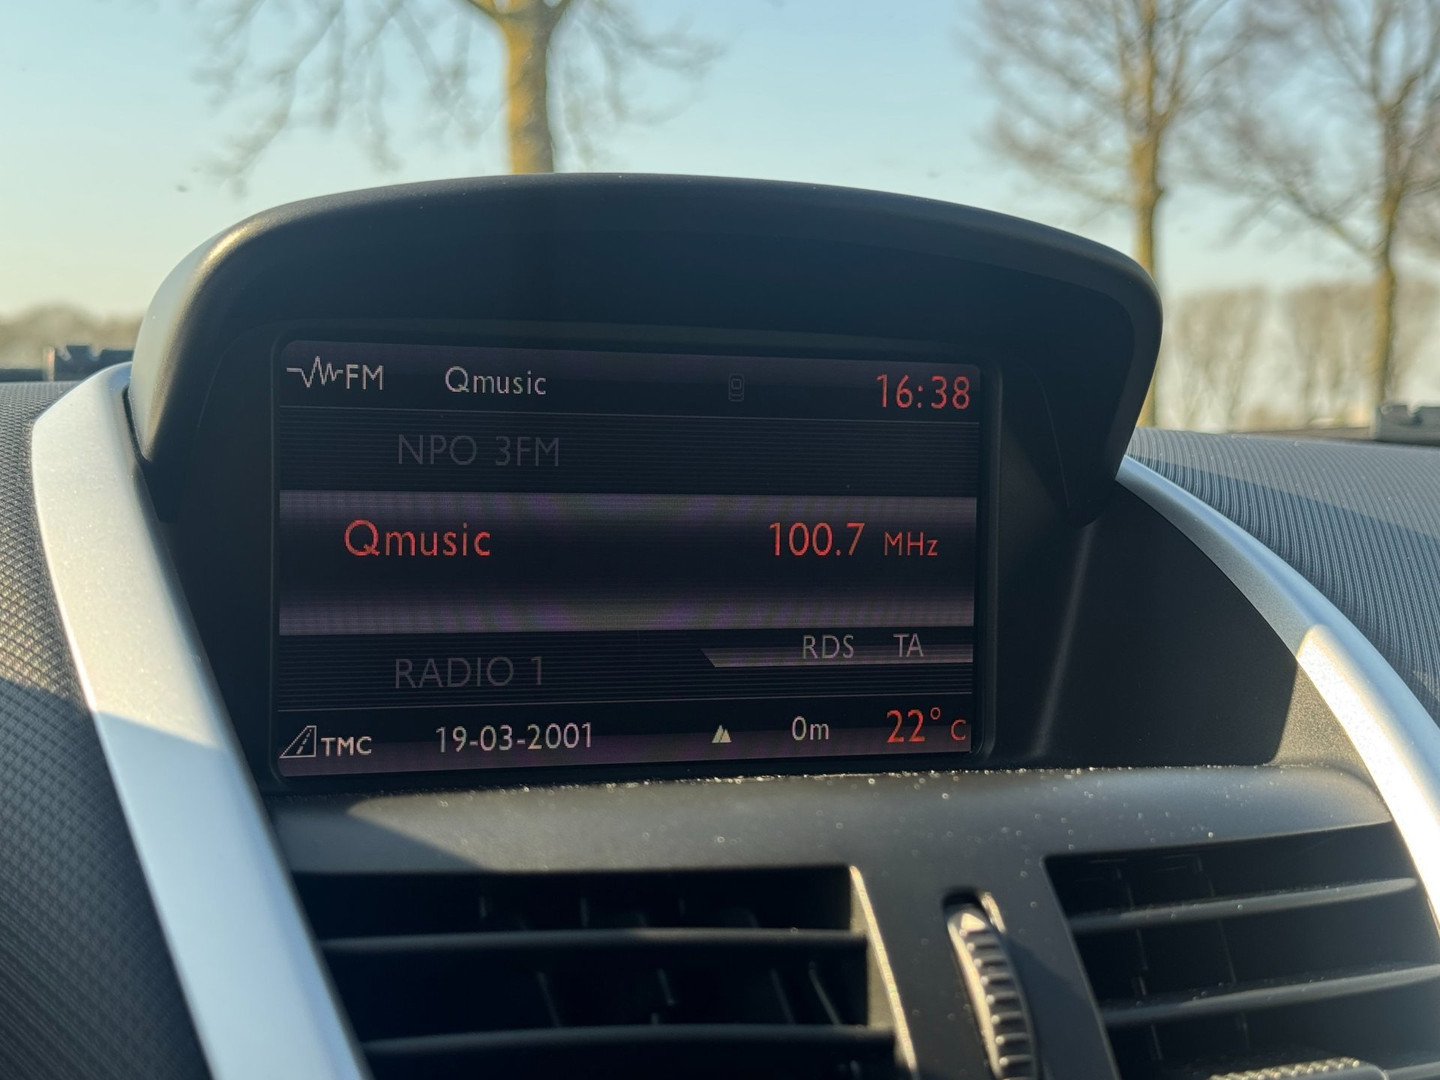 FM Qmusic 16:38
NPO 3FM
Qmusic 100.7 MHz
RDS TA
RADIO 1
TMC 19-03-2001 0m 22°C